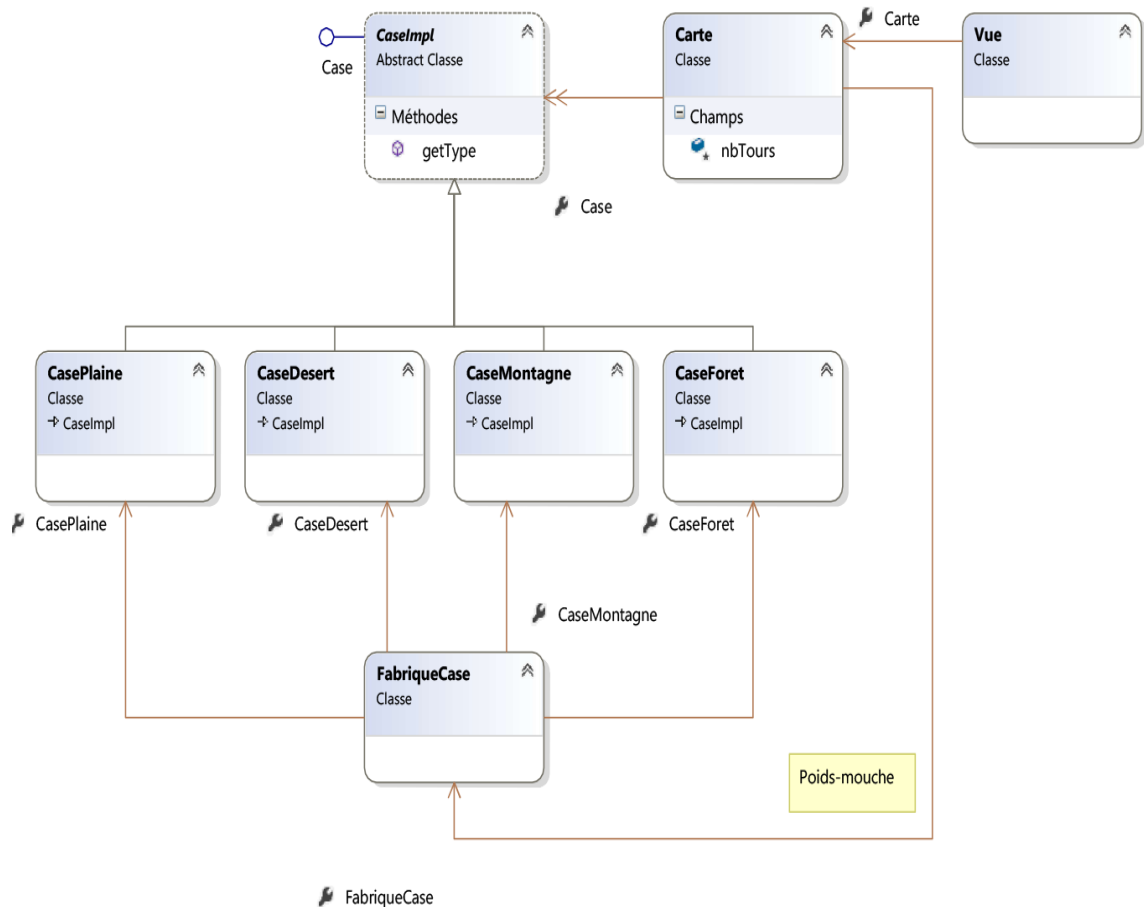 Case
CaseImpl
Abstract Classe
Méthodes
getType
Carte
Classe
Champs
nbTours
Carte
Vue
Classe
Case
CasePlaine
Classe
CaseImpl
CaseDesert
Classe
CaseImpl
CaseMontagne
Classe
CaseImpl
CaseForet
Classe
CaseImpl
CasePlaine
CaseDesert
CaseForet
CaseMontagne
FabriqueCase
Classe
Poids-mouche
FabriqueCase